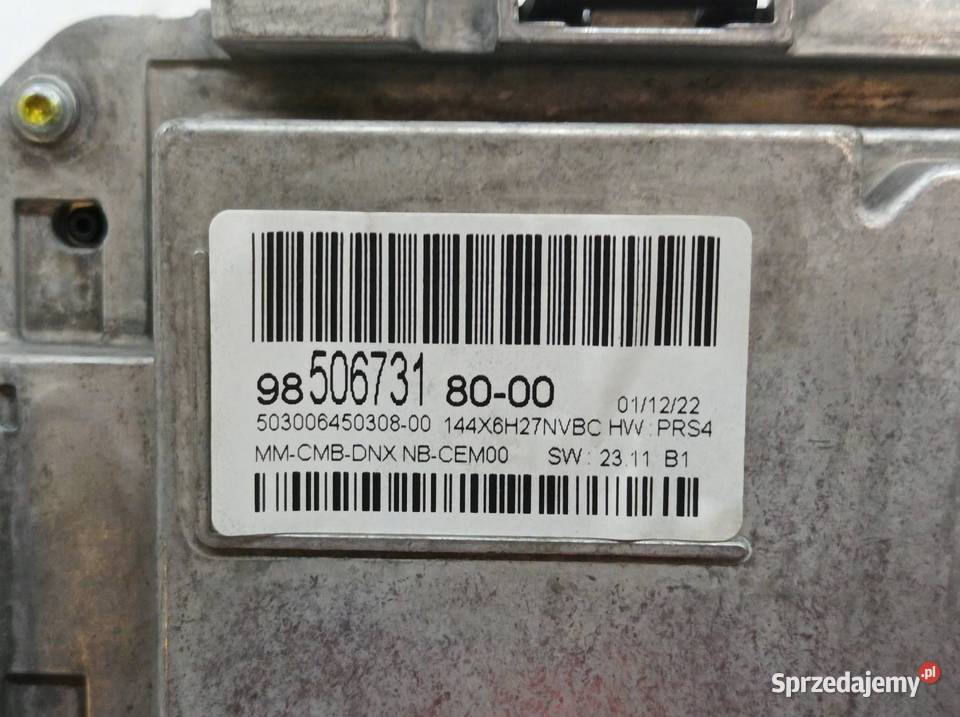 98 506731 80-00 01/12/22
503006450308-00 144X6H27NVBC HW : PRS4
MM-CMB-DNX NB-CEM00 SW : 23.11 B1
Sprzedajemy.pl